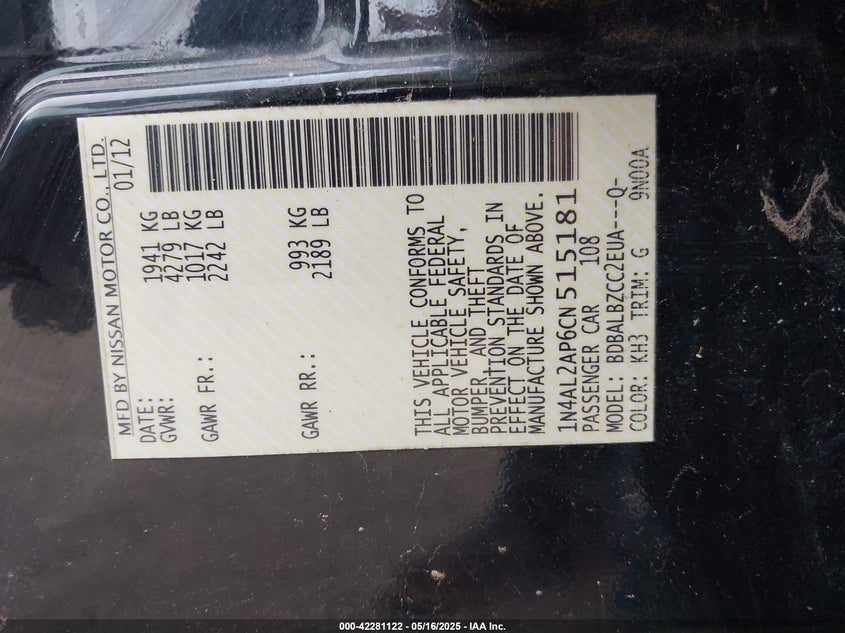 MFD BY NISSAN MOTOR CO., LTD.
DATE: 01/12
GVWR: 1941 KG
4279 LB
GAWR FR.: 1017 KG
2242 LB
GAWR RR.: 993 KG
2189 LB
THIS VEHICLE CONFORMS TO
ALL APPLICABLE FEDERAL
MOTOR VEHICLE SAFETY,
BUMPER, AND THEFT
PREVENTION STANDARDS IN
EFFECT ON THE DATE OF
MANUFACTURE SHOWN ABOVE.
1N4AL2AP6CN515181
PASSENGER CAR 108
MODEL: BDBALBZCC2EUA---Q-
COLOR: KH3 TRIM: G 9N00A
000-42281122 - 05/16/2025 - IAA Inc.